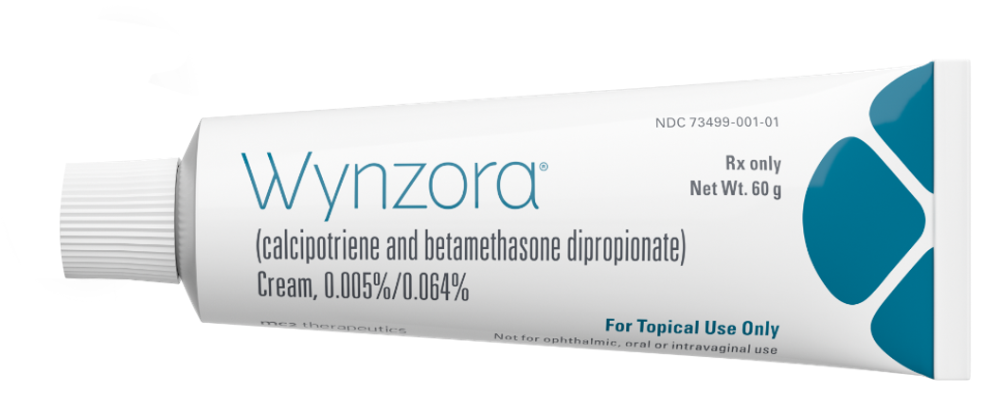 NDC 73499-001-01
Wynzora®
Rx only
Net Wt. 60 g
(calcipotriene and betamethasone dipropionate)
Cream, 0.005%/0.064%
mc2 therapeutics
For Topical Use Only
Not for ophthalmic, oral or intravaginal use